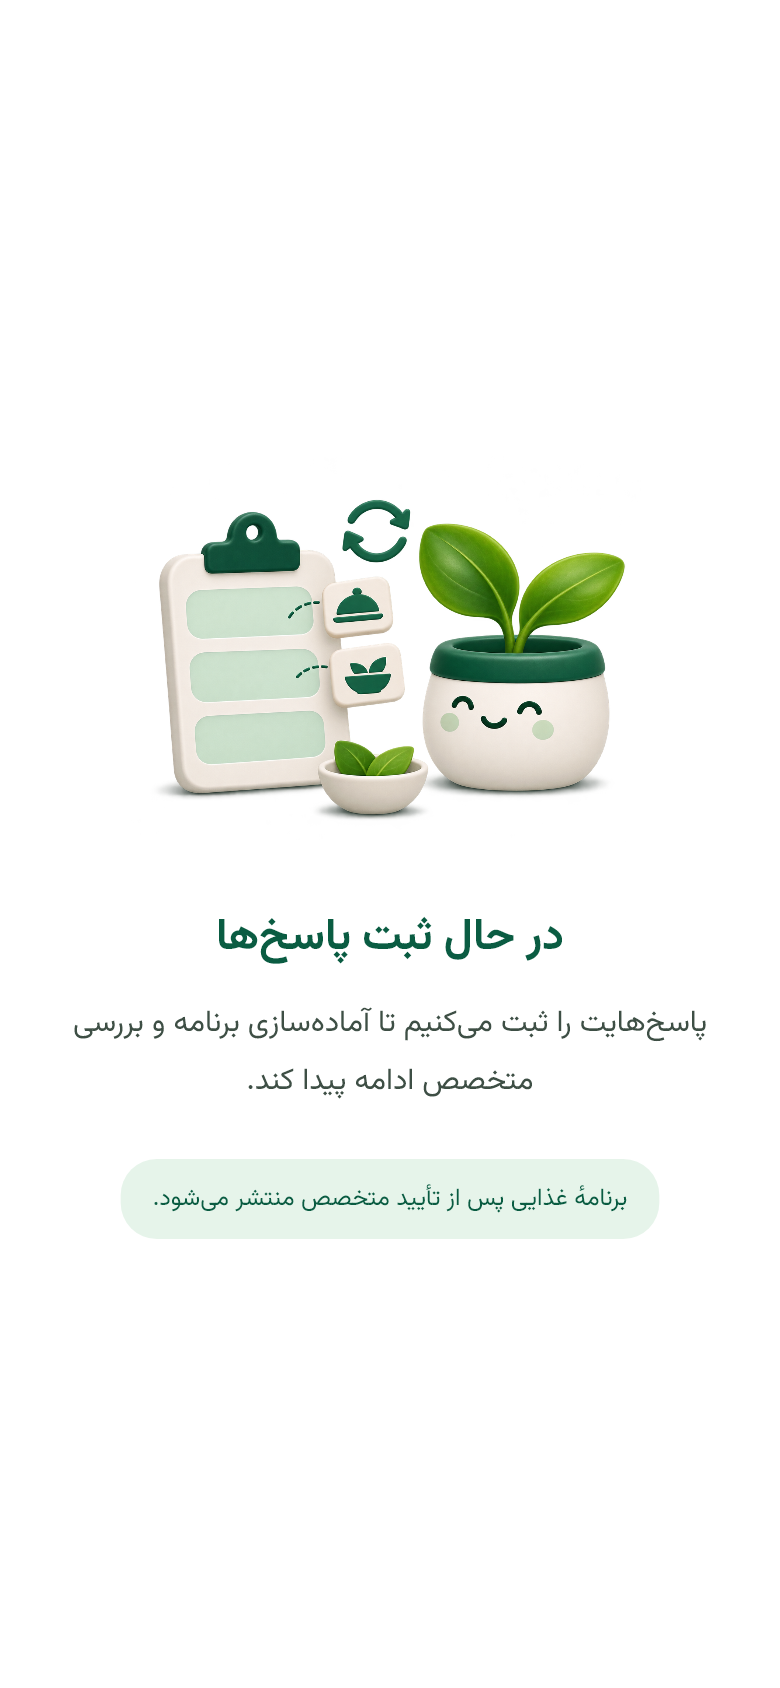 در حال ثبت پاسخ‌ها
پاسخ‌هایت را ثبت می‌کنیم تا آماده‌سازی برنامه و بررسی
متخصص ادامه پیدا کند.
برنامهٔ غذایی پس از تأیید متخصص منتشر می‌شود.